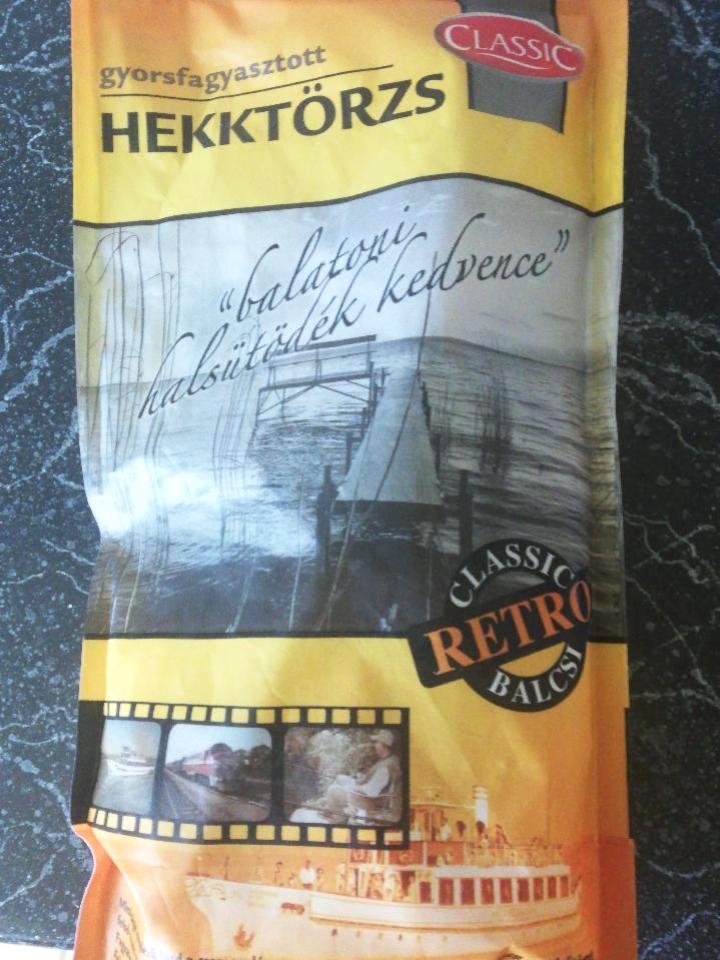 CLASSIC
gyorsfagyasztott
HEKKTÖRZS
"balatoni
halsütödék kedvence"
CLASSIC
RETRO
BALCSI